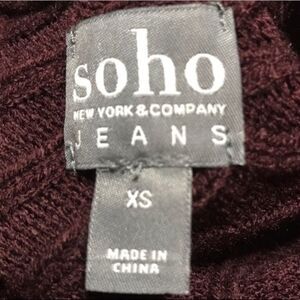 soho
NEW YORK & COMPANY
JEANS
XS
MADE IN
CHINA